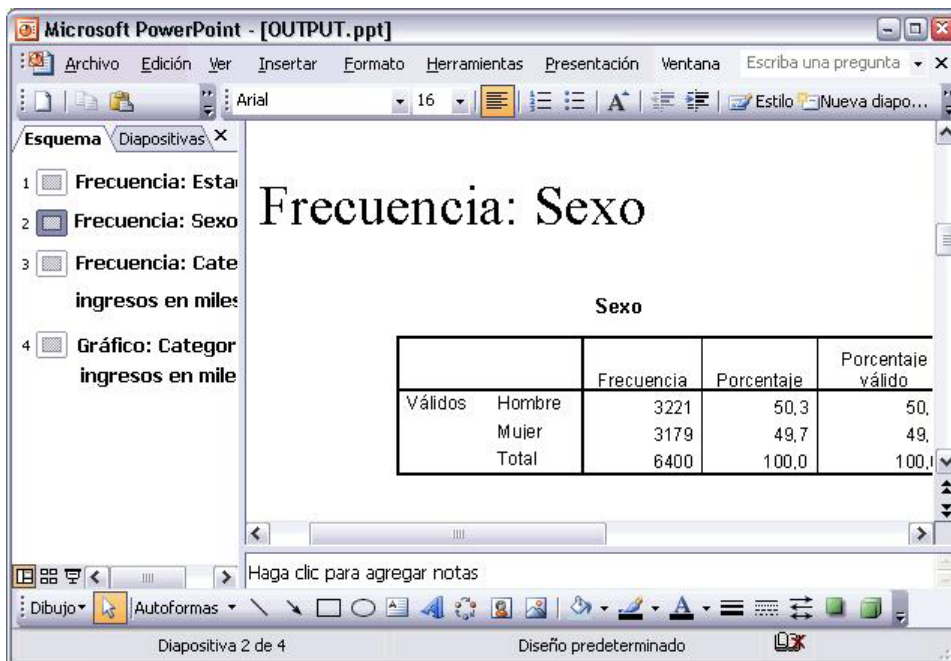 Microsoft PowerPoint - [OUTPUT.ppt]
Archivo Edición Ver Insertar Formato Herramientas Presentación Ventana Escriba una pregunta
Arial 16 Estilo Nueva diapo...
Esquema Diapositivas
1 Frecuencia: Esta
2 Frecuencia: Sexo
3 Frecuencia: Cate
ingresos en miles
4 Gráfico: Categor
ingresos en mile
Frecuencia: Sexo
Sexo
Frecuencia Porcentaje Porcentaje válido
Válidos Hombre 3221 50,3 50,
Mujer 3179 49,7 49,
Total 6400 100,0 100,
Haga clic para agregar notas
Dibujo Autoformas
Diapositiva 2 de 4 Diseño predeterminado